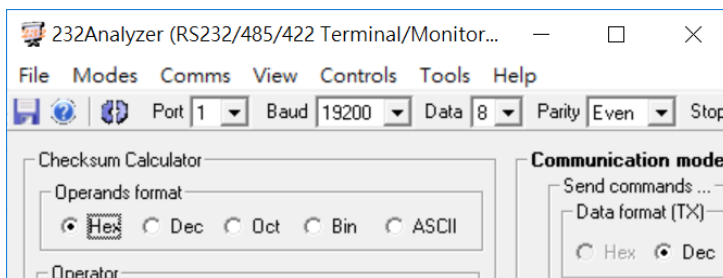 232Analyzer (RS232/485/422 Terminal/Monitor...
File Modes Comms View Controls Tools Help
Port 1 Baud 19200 Data 8 Parity Even Stop
Checksum Calculator
Communication mode
Operands format
Send commands ...
Data format (TX)
Hex Dec Oct Bin ASCII
Hex Dec
Operator